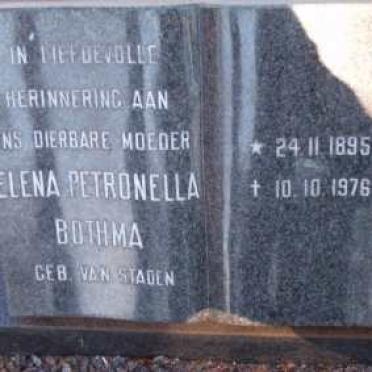 IN LIEFDEVOLLE
HERINNERING AAN
ONS DIERBARE MOEDER
HELENA PETRONELLA
BOTHMA
GEB. VAN STADEN
★ 24.11.1895
✝ 10.10.1976